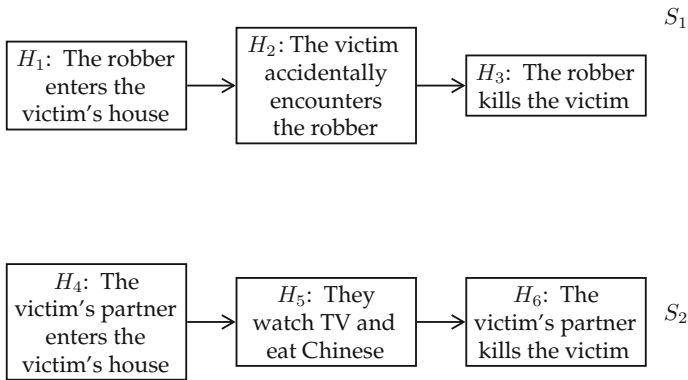 S₁
H₁: The robber
enters the
victim's house
H₂: The victim
accidentally
encounters
the robber
H₃: The robber
kills the victim
H₄: The
victim's partner
enters the
victim's house
H₅: They
watch TV and
eat Chinese
H₆: The
victim's partner
kills the victim
S₂